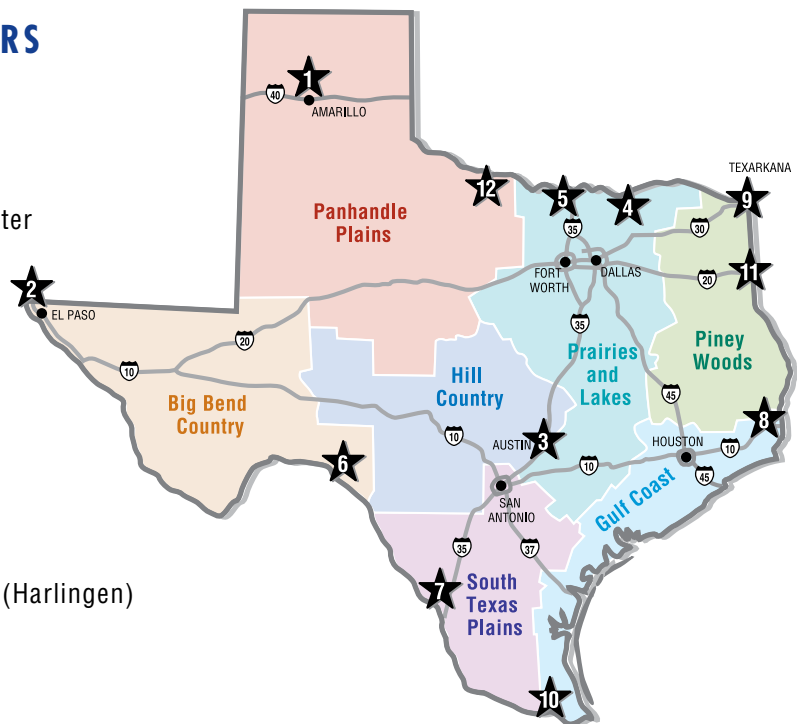 RS
1
40
AMARILLO
TEXARKANA
12
5
4
9
ter
Panhandle
Plains
35
30
FORT
WORTH
DALLAS
20
11
2
EL PASO
20
35
10
Hill
Country
Prairies
and
Lakes
Piney
Woods
Big Bend
Country
45
8
10
AUSTIN
3
HOUSTON
10
6
10
45
SAN
ANTONIO
Gulf Coast
35
37
(Harlingen)
7
South
Texas
Plains
10